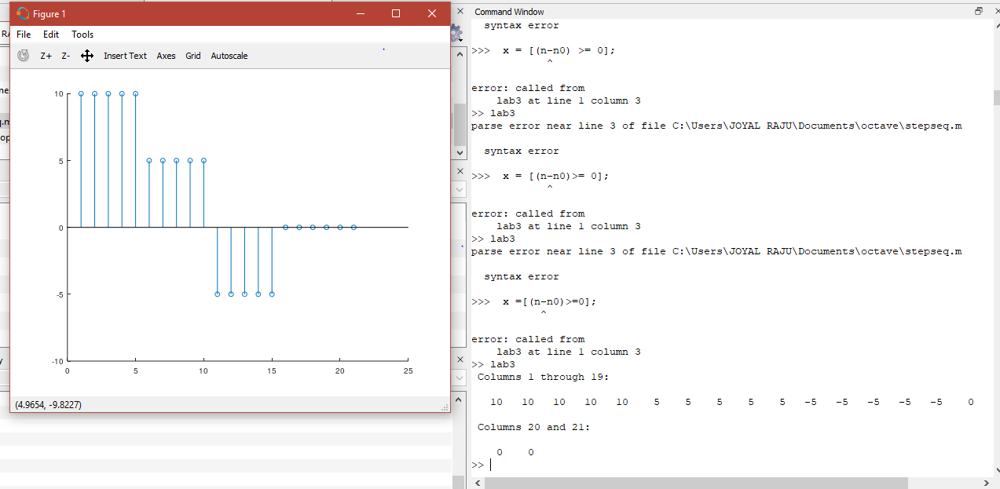 Figure 1
File Edit Tools
Z+ Z- Insert Text Axes Grid Autoscale
10
5
0
-5
-10
0 5 10 15 20 25
(4.9654, -9.8227)
Command Window
syntax error
>>> x = [(n-n0) >= 0];
^
error: called from
lab3 at line 1 column 3
>> lab3
parse error near line 3 of file C:\Users\JOYAL RAJU\Documents\octave\stepseq.m
syntax error
>>> x = [(n-n0)>= 0];
^
error: called from
lab3 at line 1 column 3
>> lab3
parse error near line 3 of file C:\Users\JOYAL RAJU\Documents\octave\stepseq.m
syntax error
>>> x =[(n-n0)>=0];
^
error: called from
lab3 at line 1 column 3
>> lab3
Columns 1 through 19:
10 10 10 10 10 5 5 5 5 5 -5 -5 -5 -5 -5 0
Columns 20 and 21:
0 0
>>